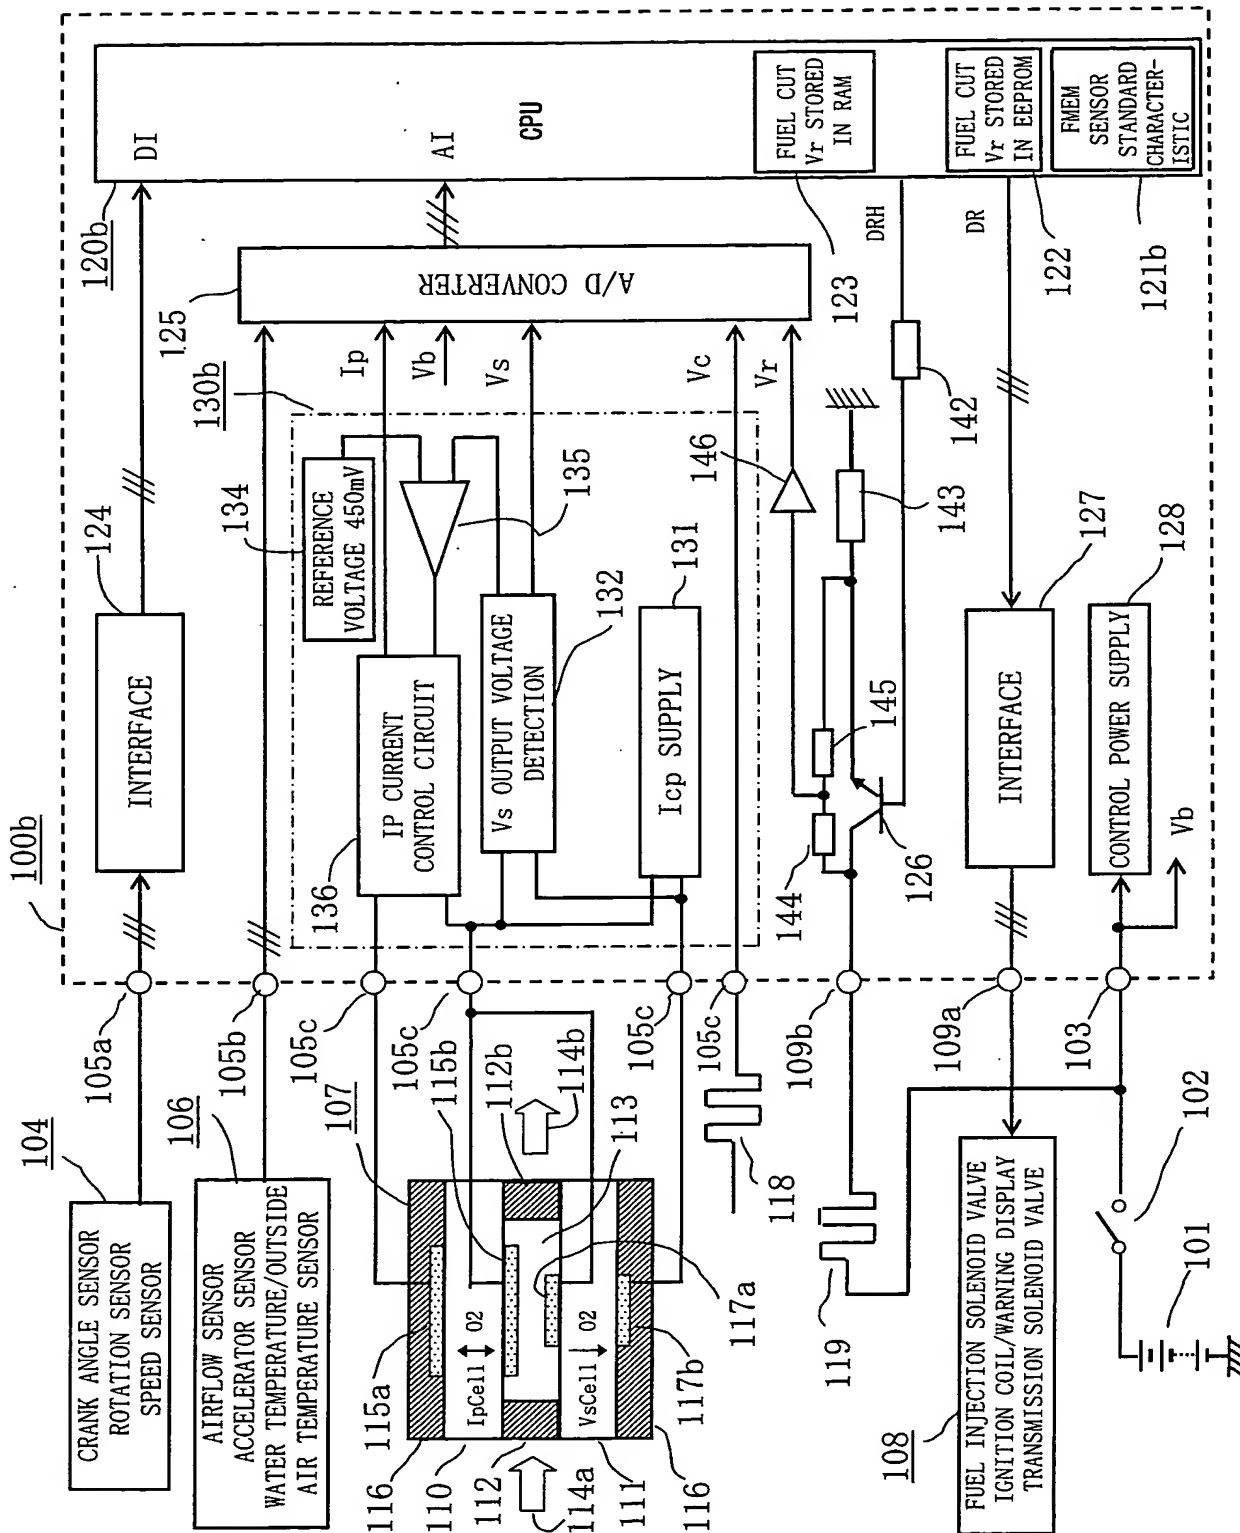 100b
120b
DI
AI
CPU
FUEL CUT
Vr STORED
IN RAM
FUEL CUT
Vr STORED
IN EEPROM
FMEM
SENSOR
STANDARD
CHARACTER-
ISTIC
DRH
DR
123
122
121b
124
INTERFACE
125
A/D CONVERTER
130b
Ip
Vb
Vs
Vc
Vr
134
REFERENCE
VOLTAGE 450mV
135
136
IP CURRENT
CONTROL CIRCUIT
Vs OUTPUT VOLTAGE
DETECTION
132
131
Icp SUPPLY
146
142
143
144
145
126
127
INTERFACE
128
CONTROL POWER SUPPLY
Vb
105a
105b
105c
105c
105c
105c
109b
109a
103
104
CRANK ANGLE SENSOR
ROTATION SENSOR
SPEED SENSOR
106
AIRFLOW SENSOR
ACCELERATOR SENSOR
WATER TEMPERATURE/OUTSIDE
AIR TEMPERATURE SENSOR
107
115b
112b
114b
113
115a
IpCell
O2
VsCell
O2
117a
117b
116
110
112
114a
111
116
118
119
108
FUEL INJECTION SOLENOID VALVE
IGNITION COIL/WARNING DISPLAY
TRANSMISSION SOLENOID VALVE
102
101